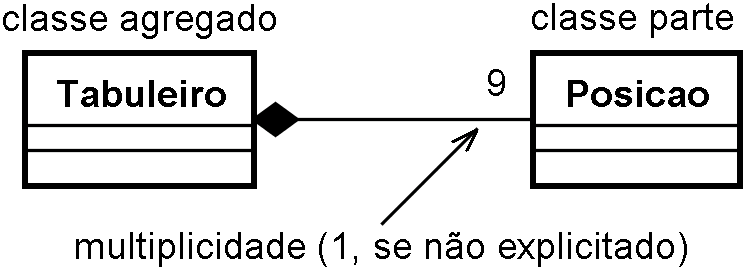 classe agregado
classe parte
Tabuleiro
9
Posicao
multiplicidade (1, se não explicitado)